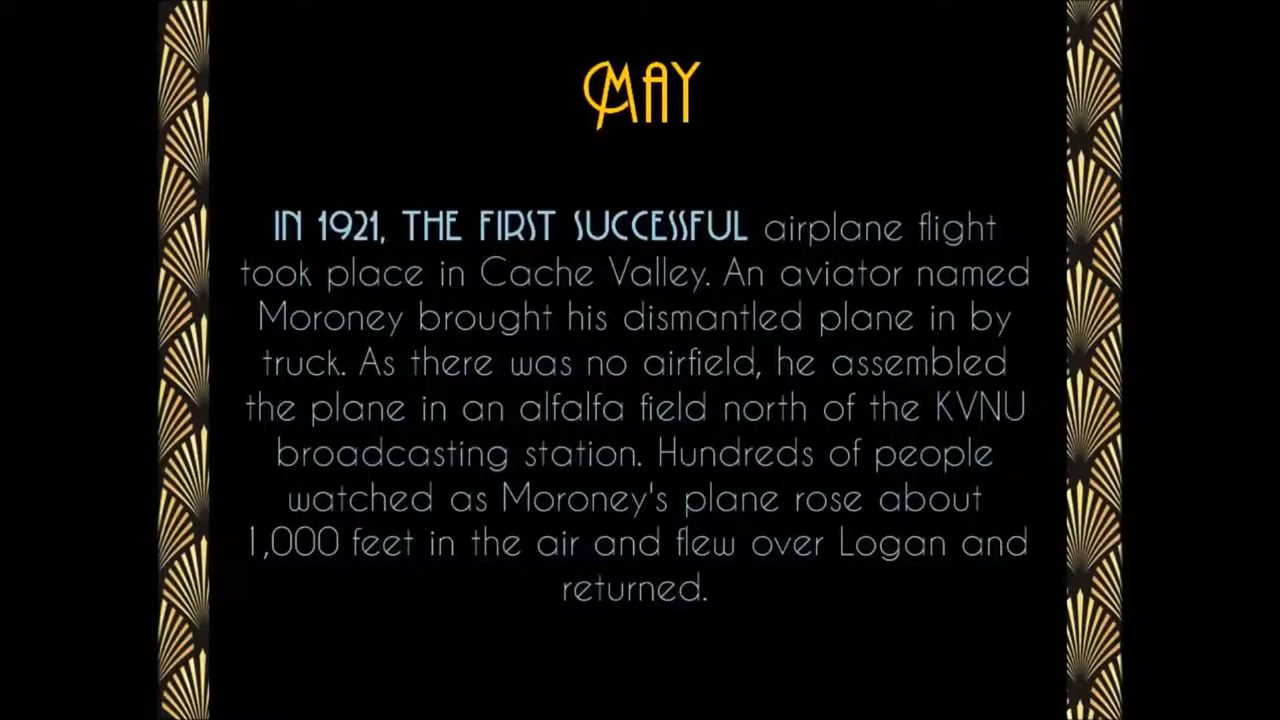 MAY
IN 1921, THE FIRST SUCCESSFUL airplane flight
took place in Cache Valley. An aviator named
Moroney brought his dismantled plane in by
truck. As there was no airfield, he assembled
the plane in an alfalfa field north of the KVNU
broadcasting station. Hundreds of people
watched as Moroney's plane rose about
1,000 feet in the air and flew over Logan and
returned.